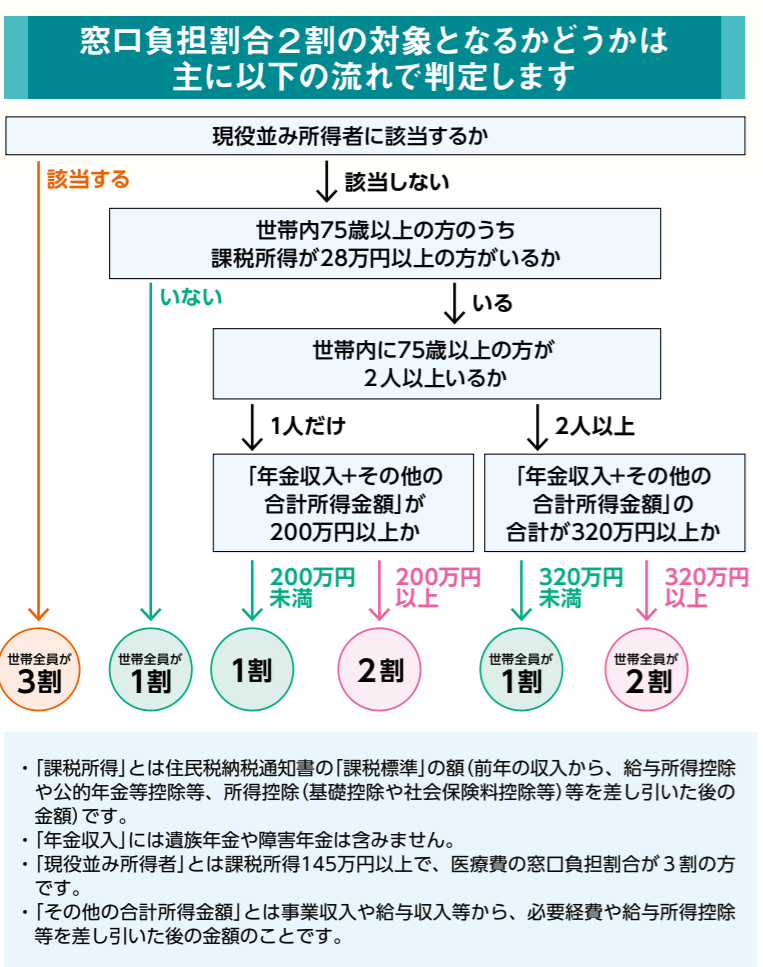 窓口負担割合２割の対象となるかどうかは
主に以下の流れで判定します
現役並み所得者に該当するか
該当する
該当しない
世帯内75歳以上の方のうち
課税所得が28万円以上の方がいるか
いない
いる
世帯内に75歳以上の方が
２人以上いるか
1人だけ
2人以上
「年金収入+その他の
合計所得金額」が
200万円以上か
「年金収入+その他の
合計所得金額」の
合計が320万円以上か
200万円
未満
200万円
以上
320万円
未満
320万円
以上
世帯全員が
3割
世帯全員が
1割
1割
2割
世帯全員が
1割
世帯全員が
2割
・「課税所得」とは住民税納税通知書の「課税標準」の額(前年の収入から、給与所得控除
や公的年金等控除等、所得控除(基礎控除や社会保険料控除等)等を差し引いた後の
金額)です。
・「年金収入」には遺族年金や障害年金は含みません。
・「現役並み所得者」とは課税所得145万円以上で、医療費の窓口負担割合が３割の方
です。
・「その他の合計所得金額」とは事業収入や給与収入等から、必要経費や給与所得控除
等を差し引いた後の金額のことです。